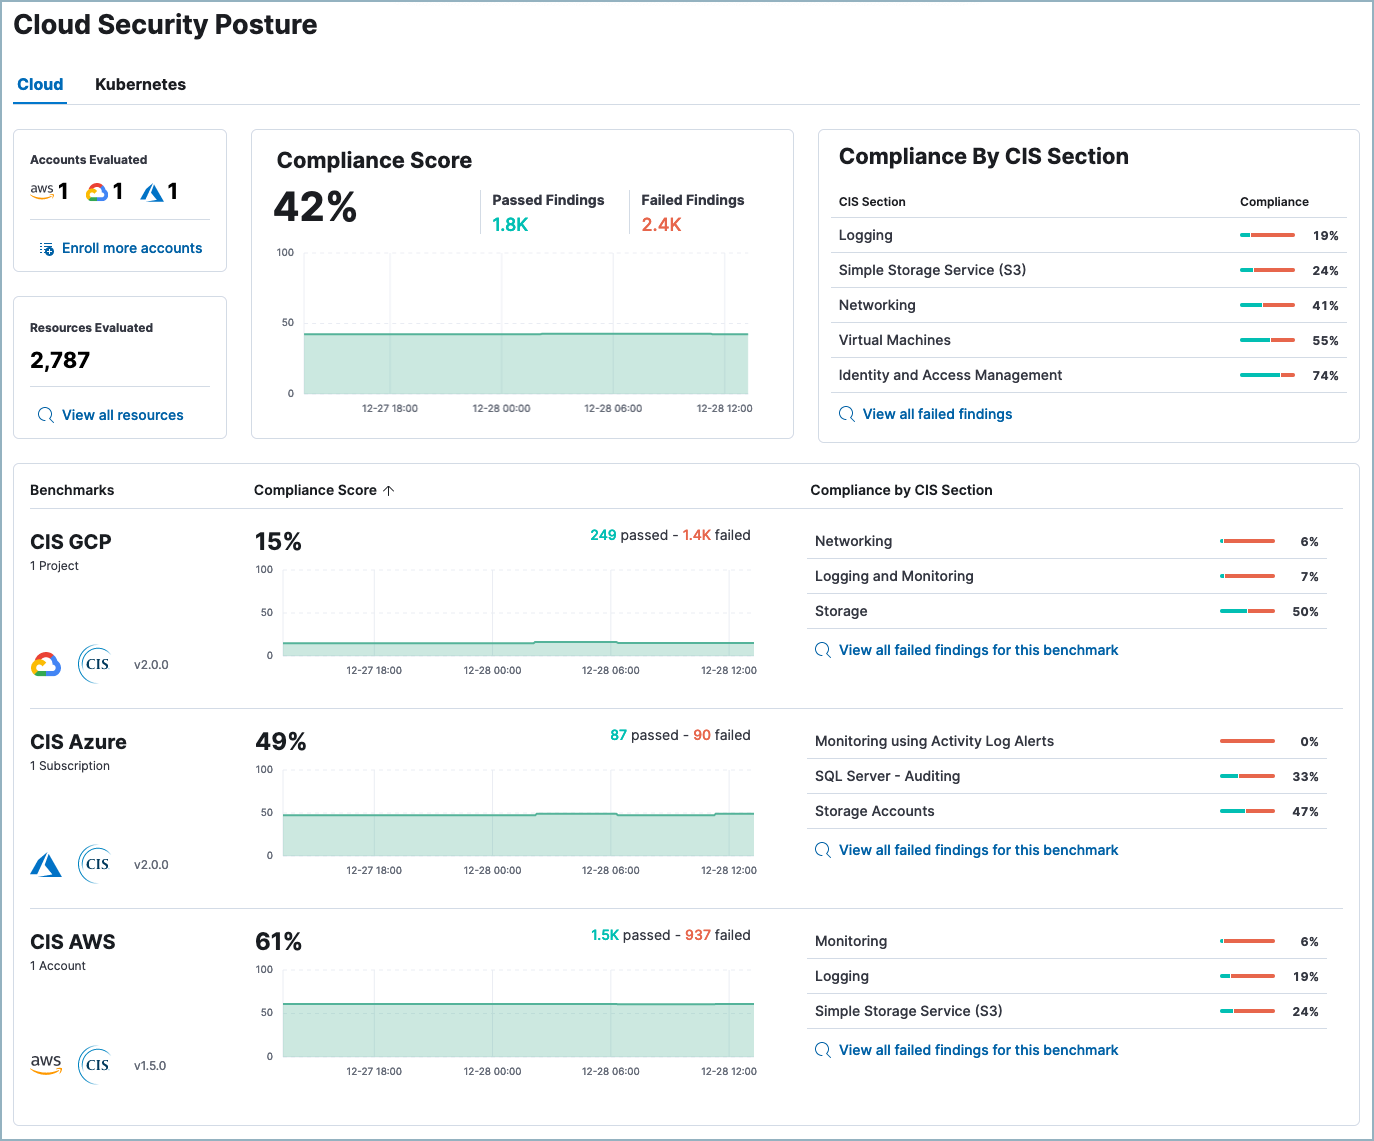 Cloud Security Posture
Cloud Kubernetes
Accounts Evaluated
aws 1 1 1
Enroll more accounts
Resources Evaluated
2,787
View all resources
Compliance Score
42%
Passed Findings
1.8K
Failed Findings
2.4K
100
50
0
12-27 18:00 12-28 00:00 12-28 06:00 12-28 12:00
Compliance By CIS Section
CIS Section Compliance
Logging 19%
Simple Storage Service (S3) 24%
Networking 41%
Virtual Machines 55%
Identity and Access Management 74%
View all failed findings
Benchmarks Compliance Score Compliance by CIS Section
CIS GCP
1 Project
CIS v2.0.0
15%
249 passed - 1.4K failed
100
50
0
12-27 18:00 12-28 00:00 12-28 06:00 12-28 12:00
Networking 6%
Logging and Monitoring 7%
Storage 50%
View all failed findings for this benchmark
CIS Azure
1 Subscription
CIS v2.0.0
49%
87 passed - 90 failed
100
50
0
12-27 18:00 12-28 00:00 12-28 06:00 12-28 12:00
Monitoring using Activity Log Alerts 0%
SQL Server - Auditing 33%
Storage Accounts 47%
View all failed findings for this benchmark
CIS AWS
1 Account
aws CIS v1.5.0
61%
1.5K passed - 937 failed
100
50
0
12-27 18:00 12-28 00:00 12-28 06:00 12-28 12:00
Monitoring 6%
Logging 19%
Simple Storage Service (S3) 24%
View all failed findings for this benchmark